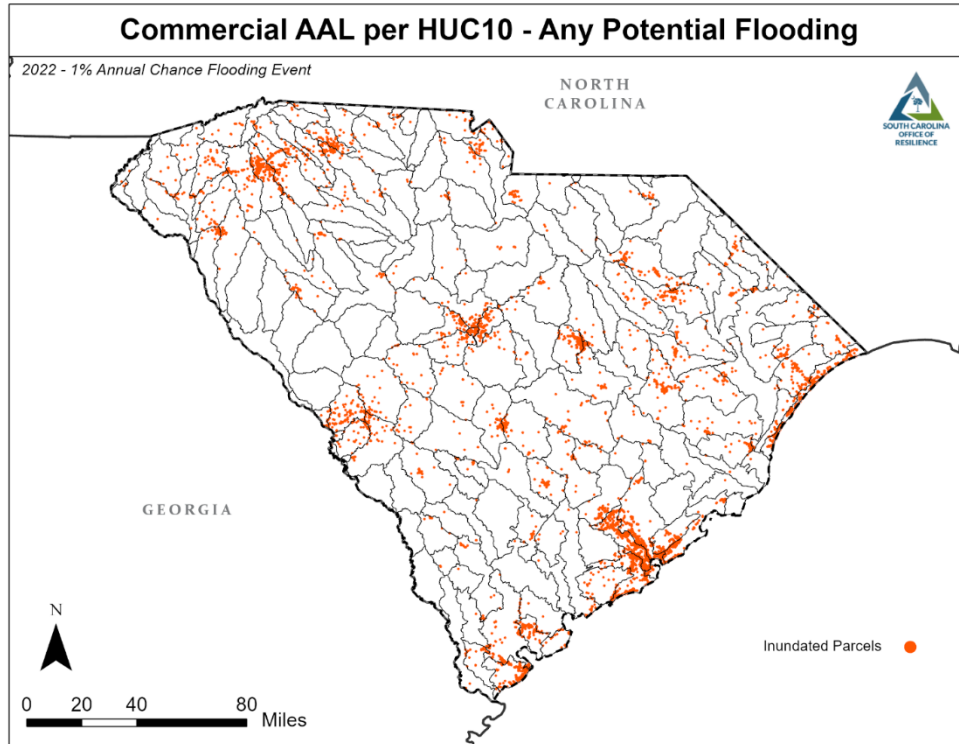 Commercial AAL per HUC10 - Any Potential Flooding
2022 - 1% Annual Chance Flooding Event
NORTH
CAROLINA
SOUTH CAROLINA
OFFICE OF
RESILIENCE
GEORGIA
N
Inundated Parcels
0 20 40 80 Miles